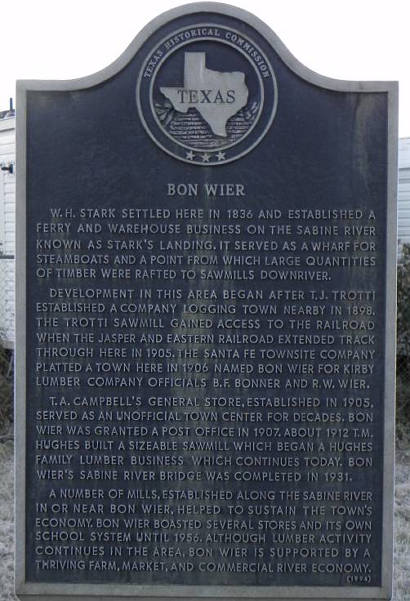 TEXAS HISTORICAL COMMISSION
TEXAS
BON WIER
W.H. STARK SETTLED HERE IN 1836 AND ESTABLISHED A
FERRY AND WAREHOUSE BUSINESS ON THE SABINE RIVER
KNOWN AS STARK'S LANDING. IT SERVED AS A WHARF FOR
STEAMBOATS AND A POINT FROM WHICH LARGE QUANTITIES
OF TIMBER WERE RAFTED TO SAWMILLS DOWNRIVER.
DEVELOPMENT IN THIS AREA BEGAN AFTER T.J. TROTTI
ESTABLISHED A COMPANY LOGGING TOWN NEARBY IN 1898.
THE TROTTI SAWMILL GAINED ACCESS TO THE RAILROAD
WHEN THE JASPER AND EASTERN RAILROAD EXTENDED TRACK
THROUGH HERE IN 1905. THE SANTA FE TOWNSITE COMPANY
PLATTED A TOWN HERE IN 1906 NAMED BON WIER FOR KIRBY
LUMBER COMPANY OFFICIALS B.F. BONNER AND R.W. WIER.
T.A. CAMPBELL'S GENERAL STORE, ESTABLISHED IN 1905,
SERVED AS AN UNOFFICIAL TOWN CENTER FOR DECADES. BON
WIER WAS GRANTED A POST OFFICE IN 1907. ABOUT 1912 T.M.
HUGHES BUILT A SIZEABLE SAWMILL WHICH BEGAN A HUGHES
FAMILY LUMBER BUSINESS WHICH CONTINUES TODAY. BON
WIER'S SABINE RIVER BRIDGE WAS COMPLETED IN 1931.
A NUMBER OF MILLS, ESTABLISHED ALONG THE SABINE RIVER
IN OR NEAR BON WIER, HELPED TO SUSTAIN THE TOWN'S
ECONOMY. BON WIER BOASTED SEVERAL STORES AND ITS OWN
SCHOOL SYSTEM UNTIL 1956. ALTHOUGH LUMBER ACTIVITY
CONTINUES IN THE AREA, BON WIER IS SUPPORTED BY A
THRIVING FARM, MARKET, AND COMMERCIAL RIVER ECONOMY.
(1994)